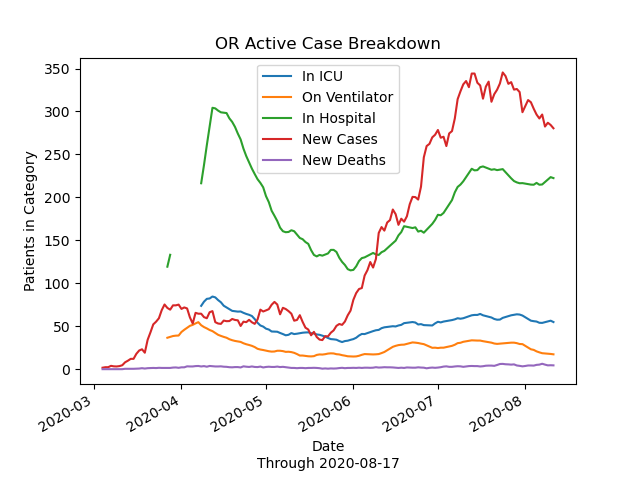 OR Active Case Breakdown
In ICU
On Ventilator
In Hospital
New Cases
New Deaths
Patients in Category
350
300
250
200
150
100
50
0
2020-03
2020-04
2020-05
2020-06
2020-07
2020-08
Date
Through 2020-08-17